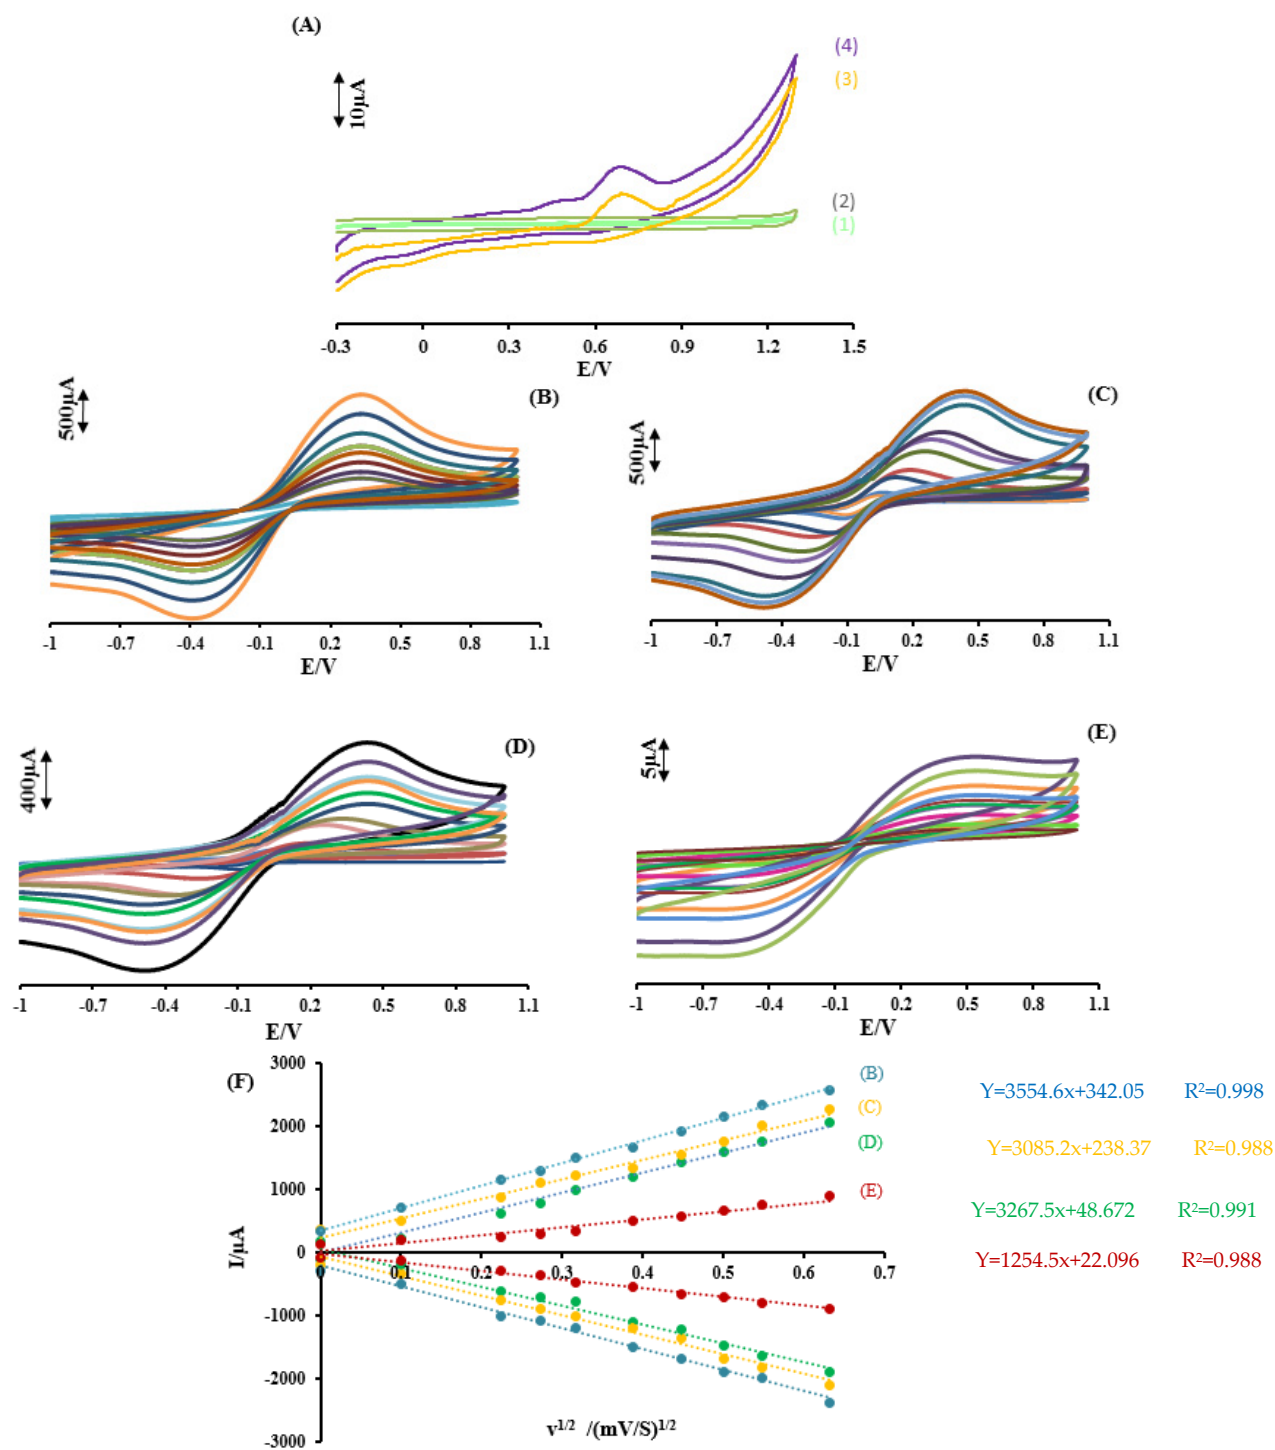 (A)
10µA
(4)
(3)
(2)
(1)
-0.3 0 0.3 0.6 0.9 1.2 1.5
E/V
500µA
(B)
-1 -0.7 -0.4 -0.1 0.2 0.5 0.8 1.1
E/V
500µA
(C)
-1 -0.7 -0.4 -0.1 0.2 0.5 0.8 1.1
E/V
400µA
(D)
-1 -0.7 -0.4 -0.1 0.2 0.5 0.8 1.1
E/V
5µA
(E)
-1 -0.7 -0.4 -0.1 0.2 0.5 0.8 1.1
E/V
(F)
I/µA
3000
2000
1000
0
-1000
-2000
-3000
0 0.1 0.2 0.3 0.4 0.5 0.6 0.7
v^1/2 /(mV/S)^1/2
(B)
(C)
(D)
(E)
Y=3554.6x+342.05 R²=0.998
Y=3085.2x+238.37 R²=0.988
Y=3267.5x+48.672 R²=0.991
Y=1254.5x+22.096 R²=0.988